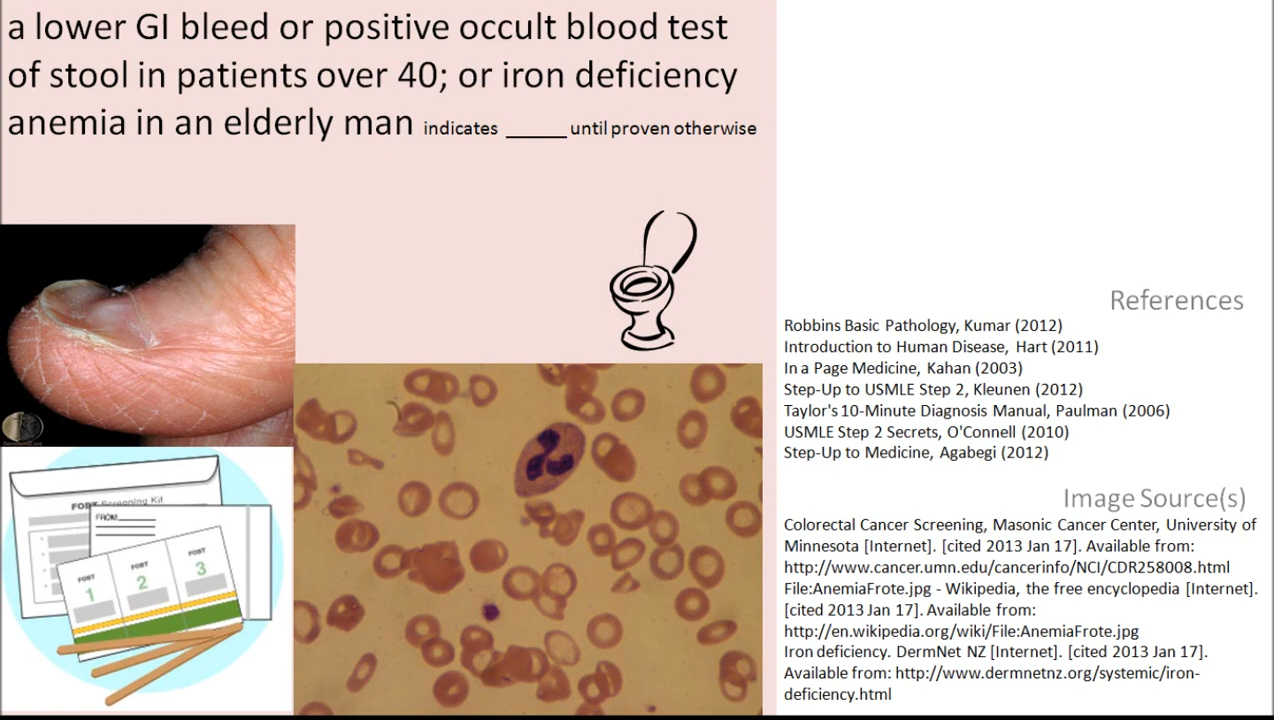 a lower GI bleed or positive occult blood test
of stool in patients over 40; or iron deficiency
anemia in an elderly man indicates ______ until proven otherwise
References
Robbins Basic Pathology, Kumar (2012)
Introduction to Human Disease, Hart (2011)
In a Page Medicine, Kahan (2003)
Step-Up to USMLE Step 2, Kleunen (2012)
Taylor's 10-Minute Diagnosis Manual, Paulman (2006)
USMLE Step 2 Secrets, O'Connell (2010)
Step-Up to Medicine, Agabegi (2012)
Image Source(s)
Colorectal Cancer Screening, Masonic Cancer Center, University of
Minnesota [Internet]. [cited 2013 Jan 17]. Available from:
http://www.cancer.umn.edu/cancerinfo/NCI/CDR258008.html
File:AnemiaFrote.jpg - Wikipedia, the free encyclopedia [Internet].
[cited 2013 Jan 17]. Available from:
http://en.wikipedia.org/wiki/File:AnemiaFrote.jpg
Iron deficiency. DermNet NZ [Internet]. [cited 2013 Jan 17].
Available from: http://www.dermnetnz.org/systemic/iron-
deficiency.html
FOBT Screening Kit
FROM:
FOBT
1
FOBT
2
FOBT
3